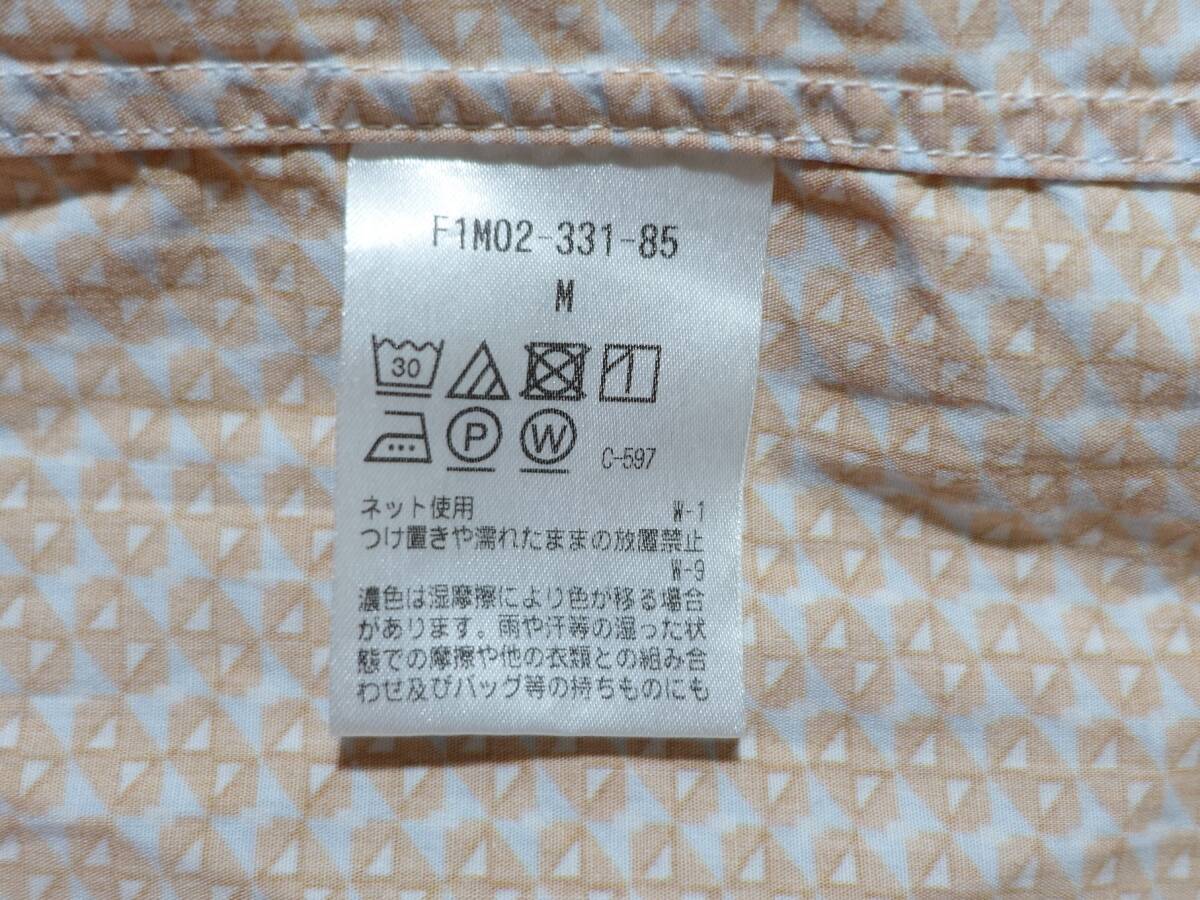 F1M02-331-85
M
30
P W C-597
ネット使用 W-1
つけ置きや濡れたままの放置禁止
W-9
濃色は湿摩擦により色が移る場合
があります。雨や汗等の湿った状
態での摩擦や他の衣類との組み合
わせ及びバッグ等の持ちものにも